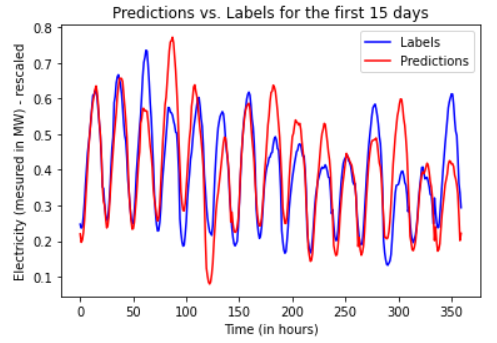 Predictions vs. Labels for the first 15 days
Electricity (mesured in MW) - rescaled
0.8
0.7
0.6
0.5
0.4
0.3
0.2
0.1
Labels
Predictions
0 50 100 150 200 250 300 350
Time (in hours)